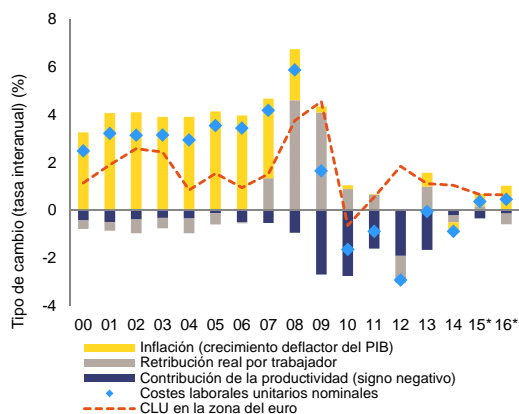 Tipo de cambio (tasa interanual) (%)
8
6
4
2
0
-2
-4
00 01 02 03 04 05 06 07 08 09 10 11 12 13 14 15* 16*
Inflación (crecimiento deflactor del PIB)
Retribución real por trabajador
Contribución de la productividad (signo negativo)
Costes laborales unitarios nominales
CLU en la zona del euro